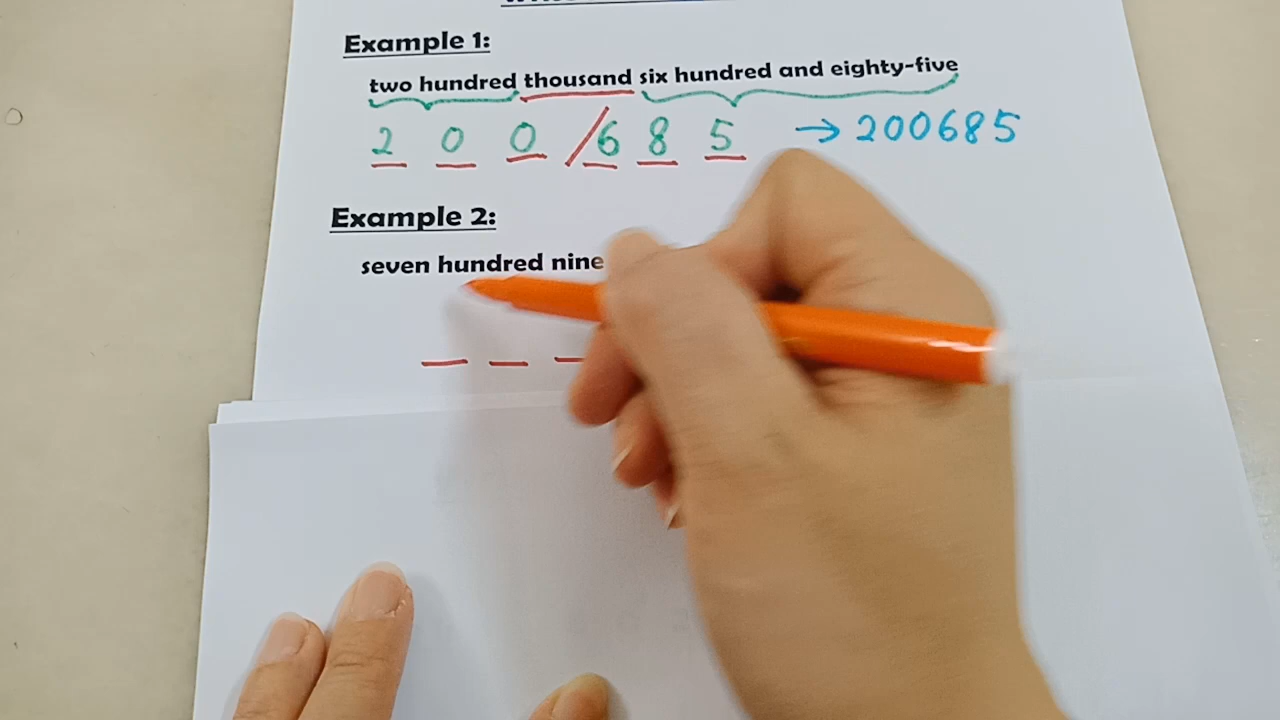 Example 1:
two hundred thousand six hundred and eighty-five
2 0 0 / 6 8 5 → 200685
Example 2:
seven hundred nine